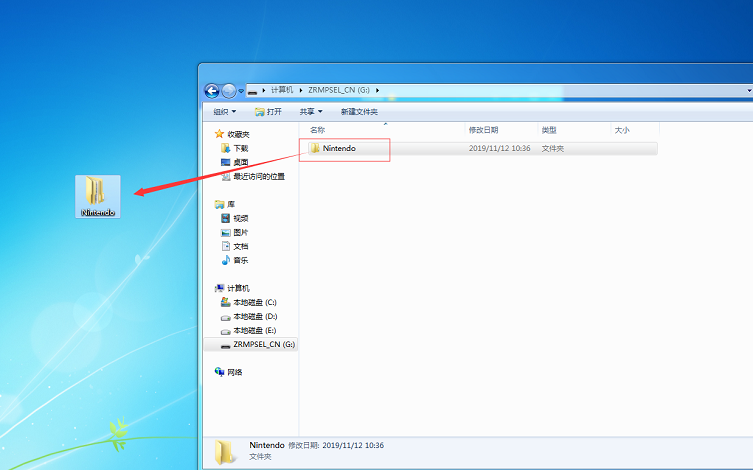 Nintendo
计算机 ZRMPSEL_CN (G:)
组织 打开 共享 新建文件夹
收藏夹
下载
桌面
最近访问的位置
库
视频
图片
文档
音乐
计算机
本地磁盘 (C:)
本地磁盘 (D:)
本地磁盘 (E:)
ZRMPSEL_CN (G:)
网络
名称 修改日期 类型 大小
Nintendo 2019/11/12 10:36 文件夹
Nintendo 修改日期: 2019/11/12 10:36
文件夹